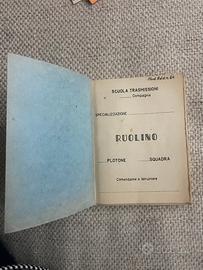 SCUOLA TRASMISSIONI
Compagnia
SPECIALIZZAZIONE
RUOLINO
PLOTONE SQUADRA
Comandante e Istruttore